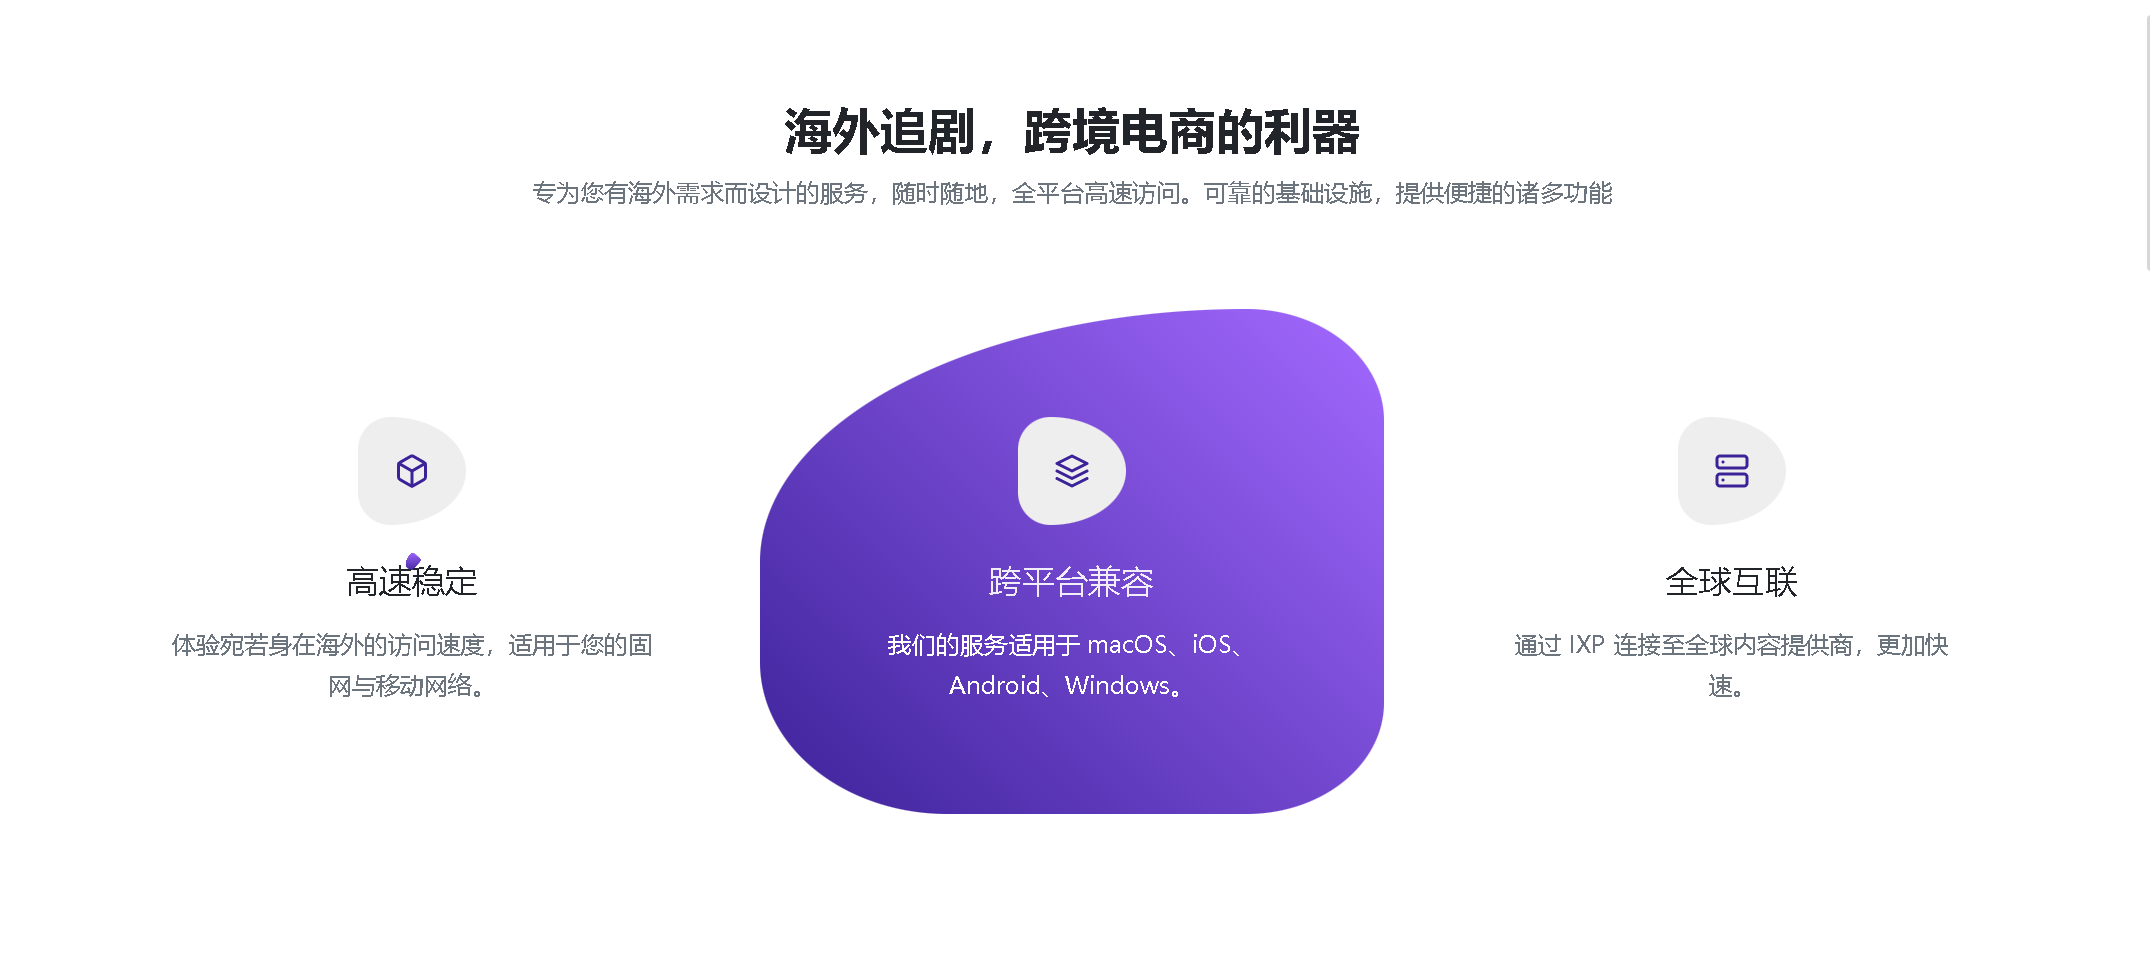 海外追剧，跨境电商的利器
专为您有海外需求而设计的服务，随时随地，全平台高速访问。可靠的基础设施，提供便捷的诸多功能
高速稳定
体验宛若身在海外的访问速度，适用于您的固
网与移动网络。
跨平台兼容
我们的服务适用于 macOS、iOS、
Android、Windows。
全球互联
通过 IXP 连接至全球内容提供商，更加快
速。